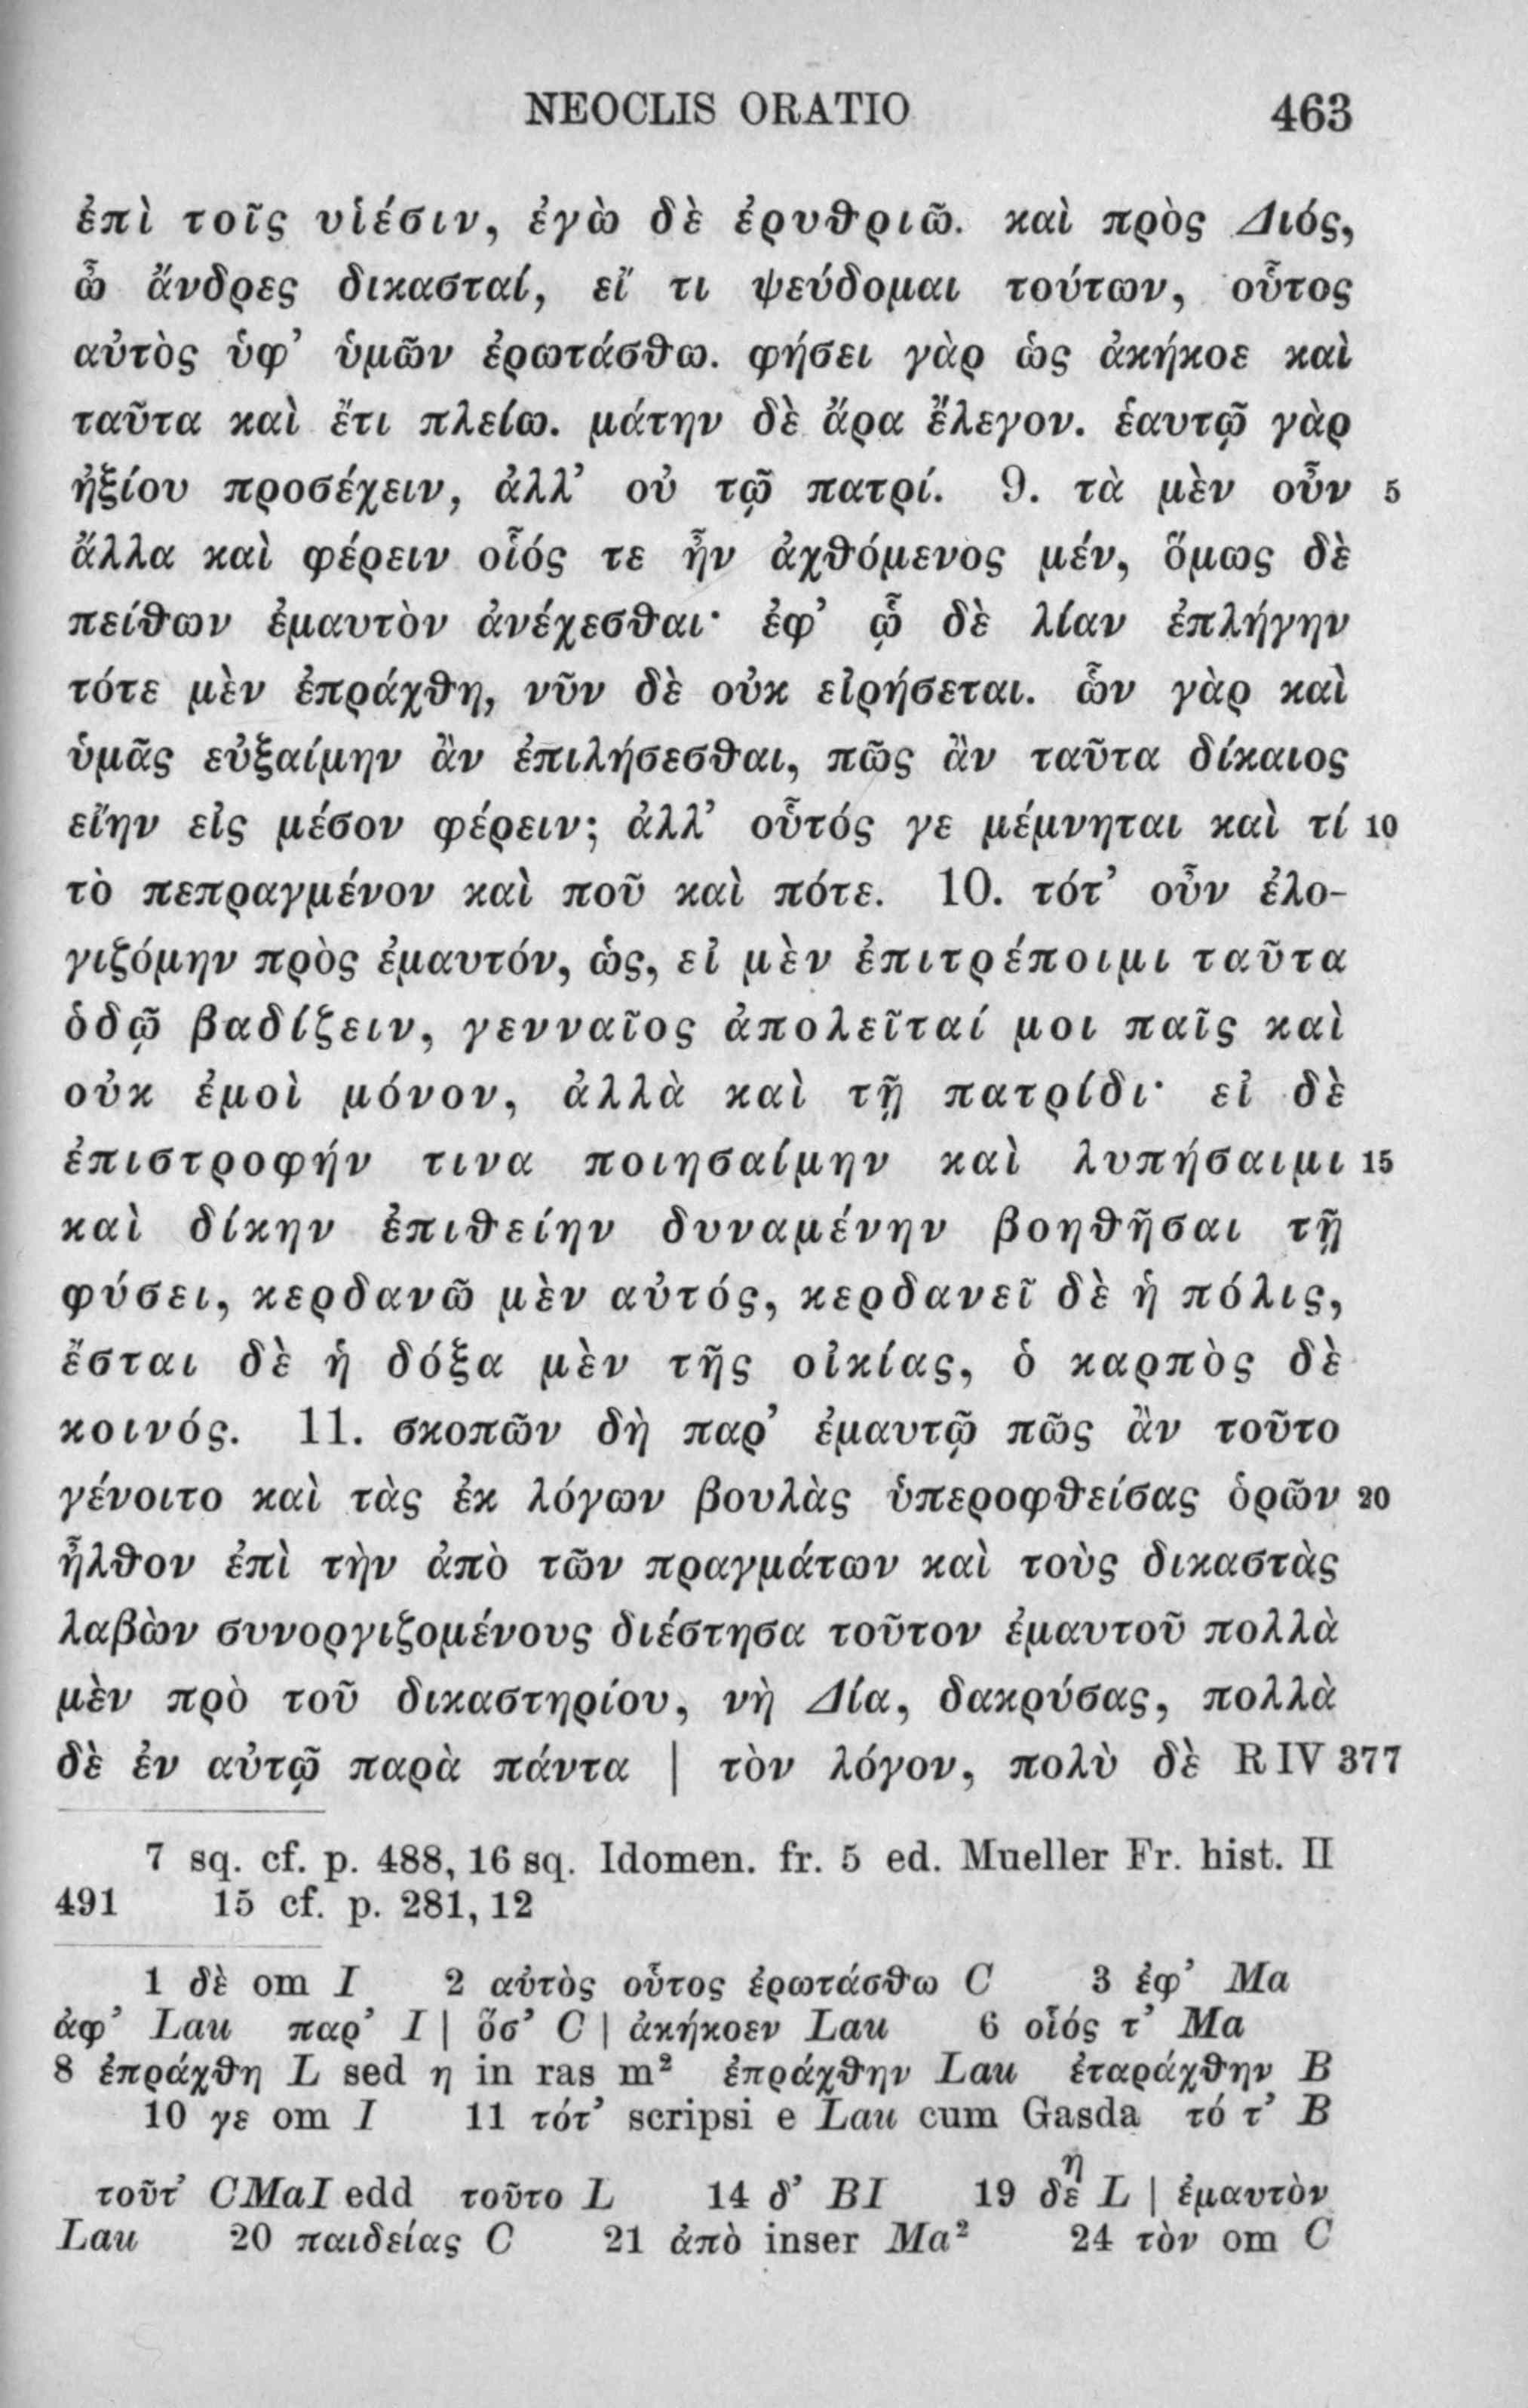 NEOCLIS ORATIO 463
ἐπὶ τοῖς υἱέσιν, ἐγὼ δὲ ἐρυθριῶ. καὶ πρὸς Διός,
ὦ ἄνδρες δικασταί, εἴ τι ψεύδομαι τούτων, οὗτος
αὐτὸς ὑφ’ ὑμῶν ἐρωτάσθω. φήσει γὰρ ὡς ἀκήκοε καὶ
ταῦτα καὶ ἔτι πλείω. μάτην δὲ ἄρα ἔλεγον. ἑαυτῷ γὰρ
ἠξίου προσέχειν, ἀλλ’ οὐ τῷ πατρί. 9. τὰ μὲν οὖν 5
ἄλλα καὶ φέρειν οἷός τε ἦν ἀχθόμενος μέν, ὅμως δὲ
πείθων ἐμαυτὸν ἀνέχεσθαι· ἐφ’ ᾧ δὲ λίαν ἐπλήγην
τότε μὲν ἐπράχθη, νῦν δὲ οὐκ εἰρήσεται. ὧν γὰρ καὶ
ὑμᾶς εὐξαίμην ἂν ἐπιλήσεσθαι, πῶς ἂν ταῦτα δίκαιος
εἴην εἰς μέσον φέρειν; ἀλλ’ οὗτός γε μέμνηται καὶ τί 10
τὸ πεπραγμένον καὶ ποῦ καὶ πότε. 10. τότ’ οὖν ἐλο-
γιζόμην πρὸς ἐμαυτόν, ὡς, εἰ μὲν ἐπιτρέποιμι ταῦτα
ὁδῷ βαδίζειν, γενναῖος ἀπολεῖταί μοι παῖς καὶ
οὐκ ἐμοὶ μόνον, ἀλλὰ καὶ τῇ πατρίδι· εἰ δὲ
ἐπιστροφήν τινα ποιησαίμην καὶ λυπήσαιμι 15
καὶ δίκην ἐπιθείην δυναμένην βοηθῆσαι τῇ
φύσει, κερδανῶ μὲν αὐτός, κερδανεῖ δὲ ἡ πόλις,
ἔσται δὲ ἡ δόξα μὲν τῆς οἰκίας, ὁ καρπὸς δὲ
κοινός. 11. σκοπῶν δὴ παρ’ ἐμαυτῷ πῶς ἂν τοῦτο
γένοιτο καὶ τὰς ἐκ λόγων βουλὰς ὑπεροφθείσας ὁρῶν 20
ἦλθον ἐπὶ τὴν ἀπὸ τῶν πραγμάτων καὶ τοὺς δικαστὰς
λαβὼν συνοργιζομένους διέστησα τοῦτον ἐμαυτοῦ πολλὰ
μὲν πρὸ τοῦ δικαστηρίου, νὴ Δία, δακρύσας, πολλὰ
δὲ ἐν αὐτῷ παρὰ πάντα | τὸν λόγον, πολὺ δὲ R IV 377
7 sq. cf. p. 488, 16 sq. Idomen. fr. 5 ed. Mueller Fr. hist. II
491 15 cf. p. 281, 12
1 δὲ om I 2 αὐτὸς οὗτος ἐρωτάσθω C 3 ἐφ’ Ma
ἀφ’ Lau παρ’ I | ὅσ’ C | ἀκήκοεν Lau 6 οἷός τ’ Ma
8 ἐπράχθη L sed η in ras m² ἐπράχθην Lau ἐταράχθην B
10 γε om I 11 τότ’ scripsi e Lau cum Gasda τό τ’ B
τοῦτ’ CMaI edd τοῦτο L 14 δ’ BI 19 δὲ^η L | ἐμαυτὸν
Lau 20 παιδείας C 21 ἀπὸ inser Ma² 24 τὸν om C